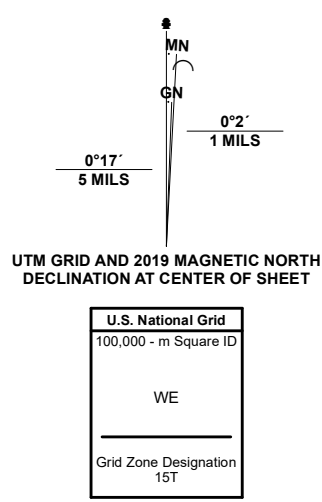 MN
GN
0°2´
1 MILS
0°17´
5 MILS
UTM GRID AND 2019 MAGNETIC NORTH
DECLINATION AT CENTER OF SHEET
U.S. National Grid
100,000 - m Square ID
WE
Grid Zone Designation
15T